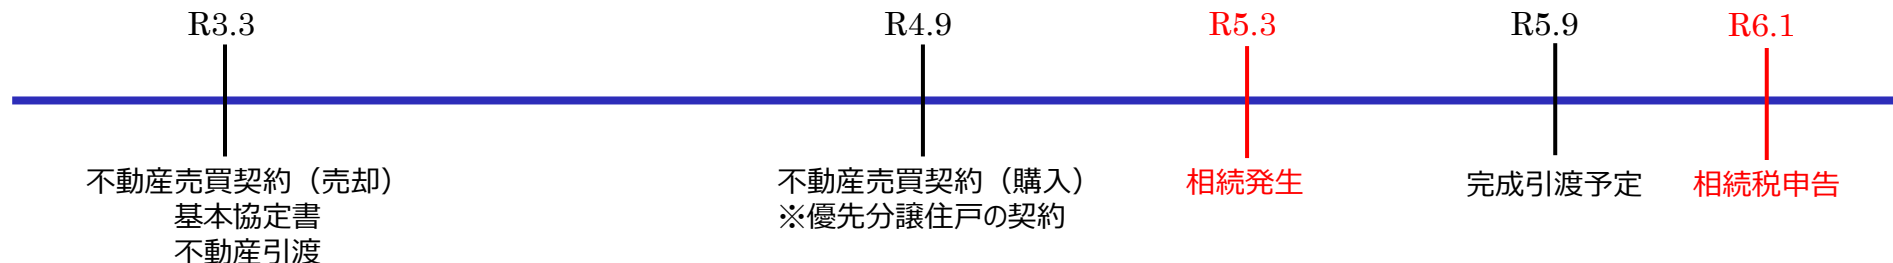 R3.3
R4.9
R5.3
R5.9
R6.1
不動産売買契約（売却）
基本協定書
不動産引渡
不動産売買契約（購入）
※優先分譲住戸の契約
相続発生
完成引渡予定
相続税申告